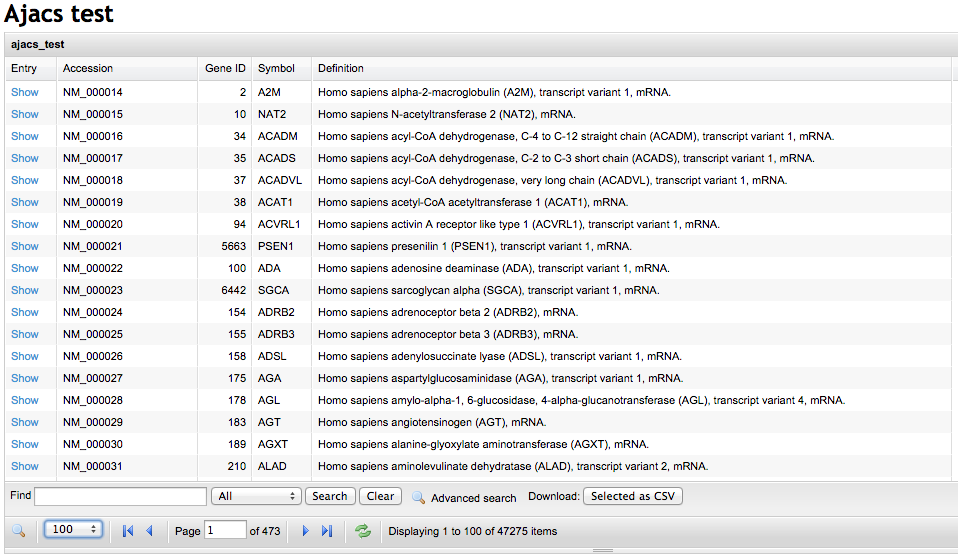 Ajacs test
ajacs_test
Entry Accession Gene ID Symbol Definition
Show NM_000014 2 A2M Homo sapiens alpha-2-macroglobulin (A2M), transcript variant 1, mRNA.
Show NM_000015 10 NAT2 Homo sapiens N-acetyltransferase 2 (NAT2), mRNA.
Show NM_000016 34 ACADM Homo sapiens acyl-CoA dehydrogenase, C-4 to C-12 straight chain (ACADM), transcript variant 1, mRNA.
Show NM_000017 35 ACADS Homo sapiens acyl-CoA dehydrogenase, C-2 to C-3 short chain (ACADS), transcript variant 1, mRNA.
Show NM_000018 37 ACADVL Homo sapiens acyl-CoA dehydrogenase, very long chain (ACADVL), transcript variant 1, mRNA.
Show NM_000019 38 ACAT1 Homo sapiens acetyl-CoA acetyltransferase 1 (ACAT1), mRNA.
Show NM_000020 94 ACVRL1 Homo sapiens activin A receptor like type 1 (ACVRL1), transcript variant 1, mRNA.
Show NM_000021 5663 PSEN1 Homo sapiens presenilin 1 (PSEN1), transcript variant 1, mRNA.
Show NM_000022 100 ADA Homo sapiens adenosine deaminase (ADA), transcript variant 1, mRNA.
Show NM_000023 6442 SGCA Homo sapiens sarcoglycan alpha (SGCA), transcript variant 1, mRNA.
Show NM_000024 154 ADRB2 Homo sapiens adrenoceptor beta 2 (ADRB2), mRNA.
Show NM_000025 155 ADRB3 Homo sapiens adrenoceptor beta 3 (ADRB3), mRNA.
Show NM_000026 158 ADSL Homo sapiens adenylosuccinate lyase (ADSL), transcript variant 1, mRNA.
Show NM_000027 175 AGA Homo sapiens aspartylglucosaminidase (AGA), transcript variant 1, mRNA.
Show NM_000028 178 AGL Homo sapiens amylo-alpha-1, 6-glucosidase, 4-alpha-glucanotransferase (AGL), transcript variant 4, mRNA.
Show NM_000029 183 AGT Homo sapiens angiotensinogen (AGT), mRNA.
Show NM_000030 189 AGXT Homo sapiens alanine-glyoxylate aminotransferase (AGXT), mRNA.
Show NM_000031 210 ALAD Homo sapiens aminolevulinate dehydratase (ALAD), transcript variant 2, mRNA.
Find All Search Clear Advanced search Download: Selected as CSV
100 Page 1 of 473 Displaying 1 to 100 of 47275 items